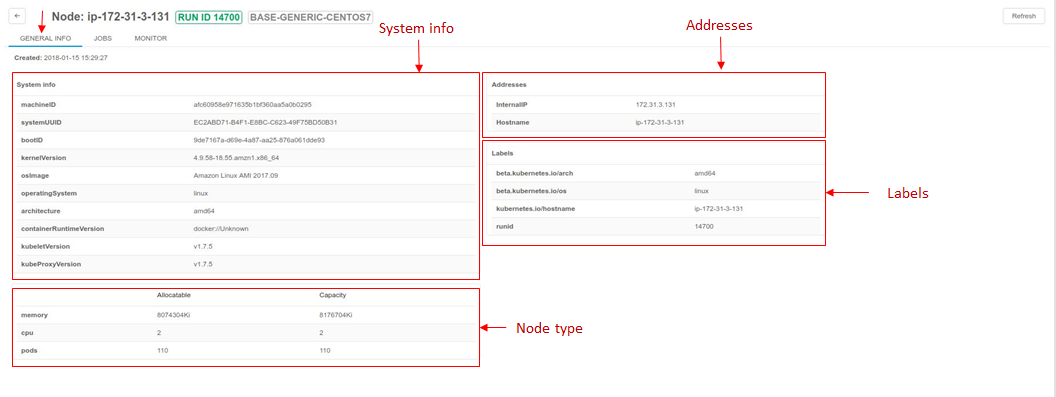 ← Node: ip-172-31-3-131 RUN ID 14700 BASE-GENERIC-CENTOS7 Refresh
GENERAL INFO JOBS MONITOR
Created: 2018-01-15 15:29:27
System info
Addresses
System info
machineID afc60958e971635b1bf360aa5a0b0295
systemUUID EC2ABD71-B4F1-E8BC-C623-49F75BD50B31
bootID 9de7167a-d69e-4a87-aa25-876a061dde93
kernelVersion 4.9.58-18.55.amzn1.x86_64
osImage Amazon Linux AMI 2017.09
operatingSystem linux
architecture amd64
containerRuntimeVersion docker://Unknown
kubeletVersion v1.7.5
kubeProxyVersion v1.7.5
Addresses
InternalIP 172.31.3.131
Hostname ip-172-31-3-131
Labels
beta.kubernetes.io/arch amd64
beta.kubernetes.io/os linux
kubernetes.io/hostname ip-172-31-3-131
runid 14700
Labels
Allocatable Capacity
memory 8074304Ki 8176704Ki
cpu 2 2
pods 110 110
Node type